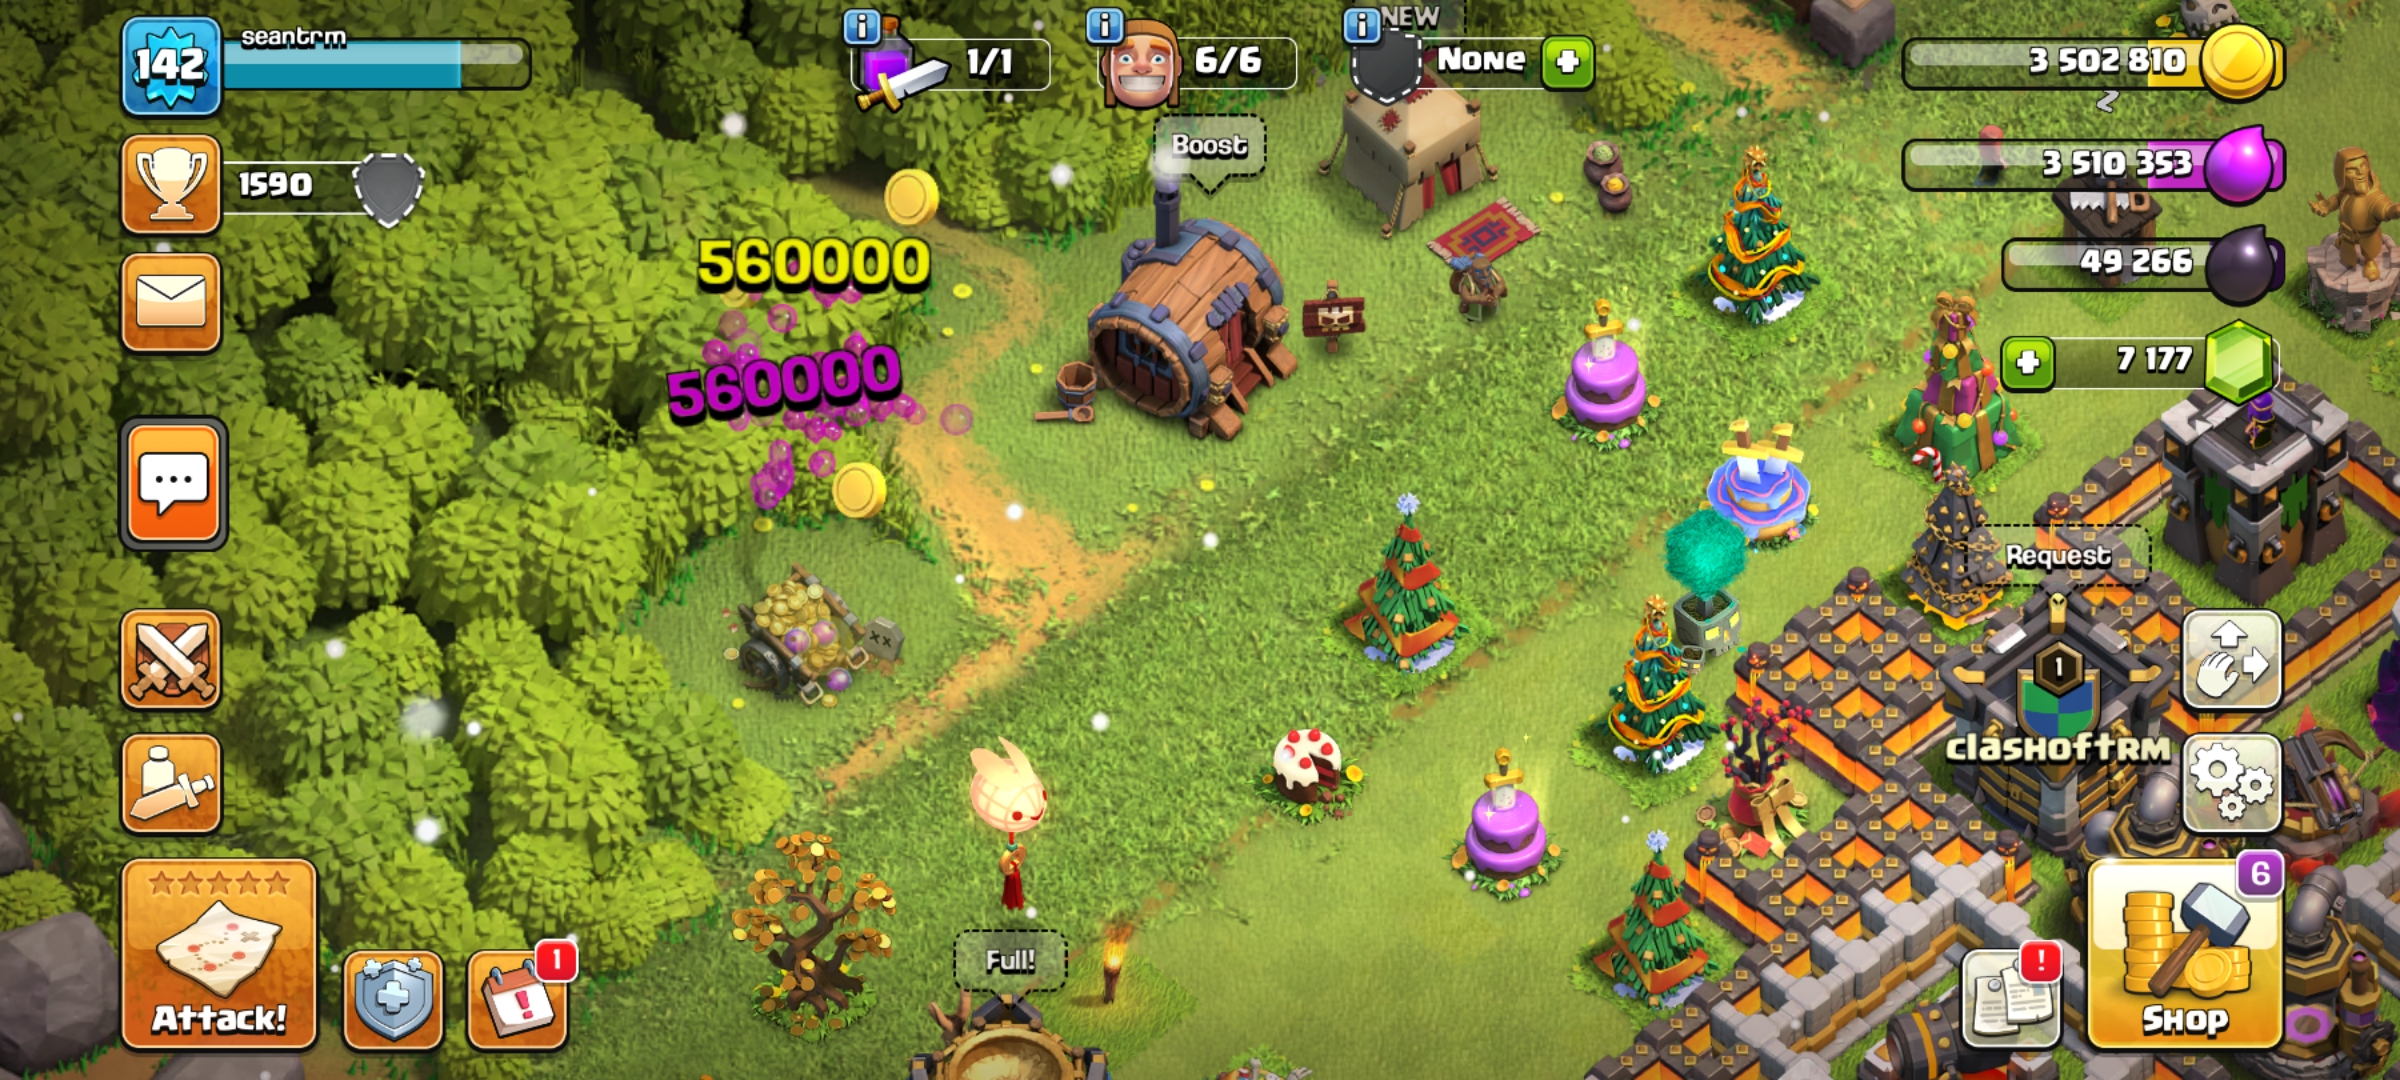 142
seantrm
1/1
6/6
NEW
None
3 502 810
1590
Boost
z
3 510 353
560000
49 266
560000
7 177
Request
1
clashoftRM
xx
Full!
6
Attack!
1
!
Shop